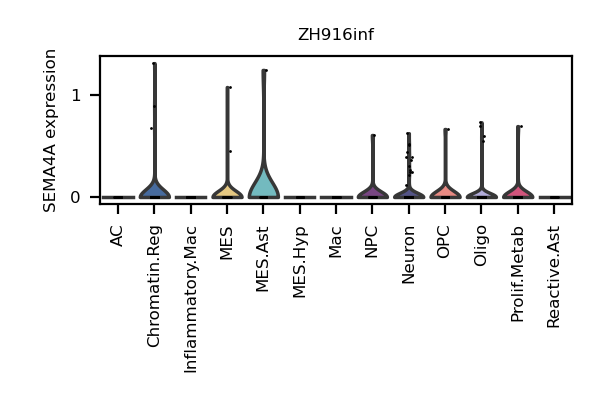 ZH916inf
SEMA4A expression
1
0
AC
Chromatin.Reg
Inflammatory.Mac
MES
MES.Ast
MES.Hyp
Mac
NPC
Neuron
OPC
Oligo
Prolif.Metab
Reactive.Ast